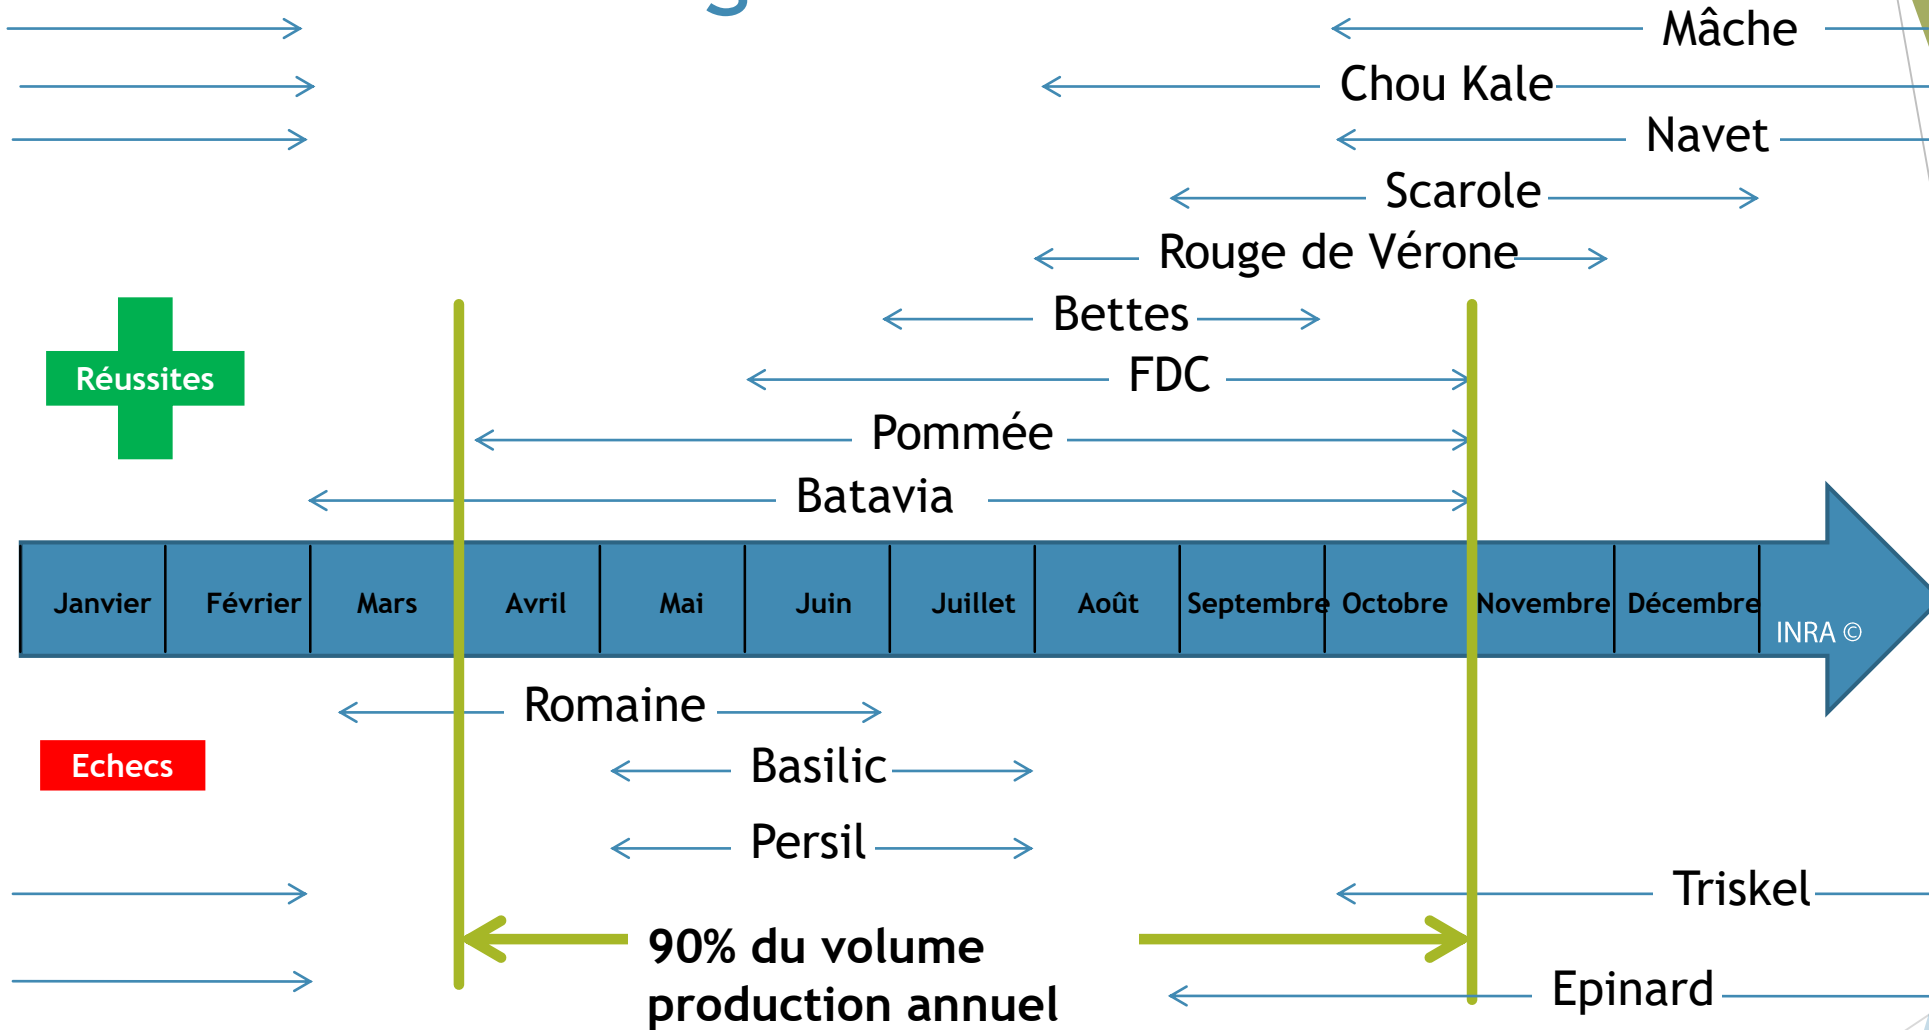 Mâche
Chou Kale
Navet
Scarole
Rouge de Vérone
Bettes
FDC
Réussites
Pommée
Batavia
Janvier Février Mars Avril Mai Juin Juillet Août Septembre Octobre Novembre Décembre
INRA ©
Romaine
Echecs
Basilic
Persil
Triskel
90% du volume
production annuel
Epinard